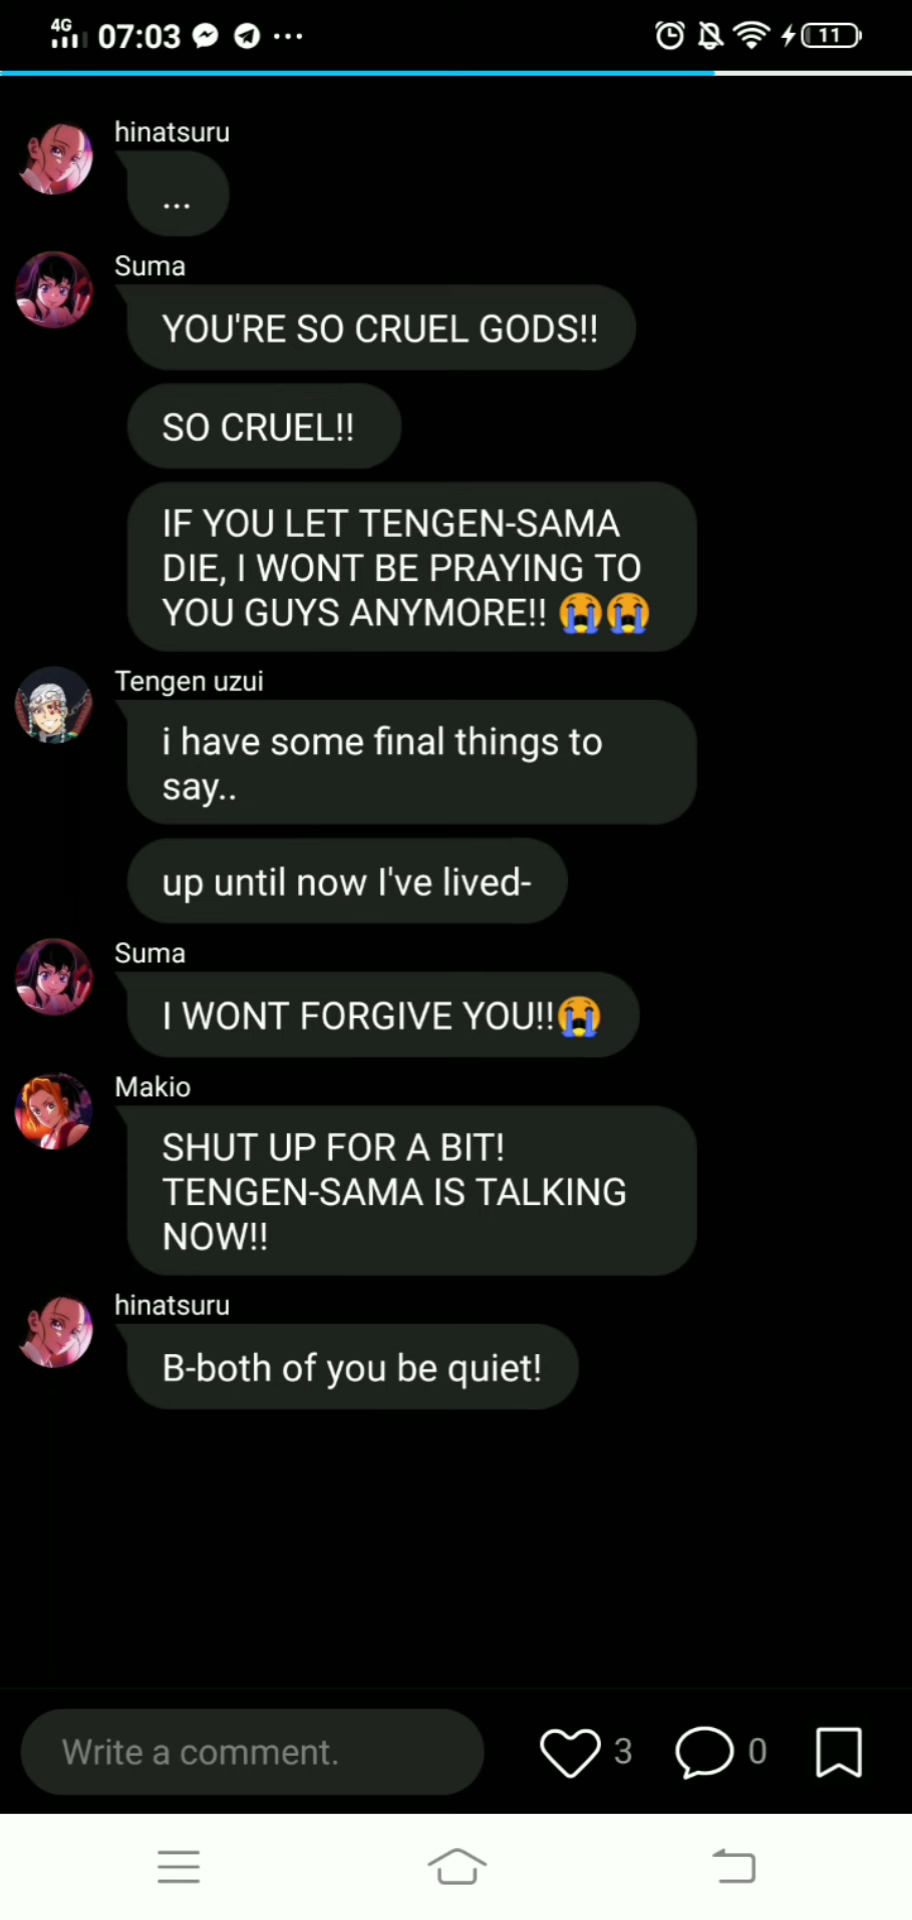 4G 07:03 ... 11
hinatsuru
...
Suma
YOU'RE SO CRUEL GODS!!
SO CRUEL!!
IF YOU LET TENGEN-SAMA
DIE, I WONT BE PRAYING TO
YOU GUYS ANYMORE!! 😭😭
Tengen uzui
i have some final things to
say..
up until now I've lived-
Suma
I WONT FORGIVE YOU!!😭
Makio
SHUT UP FOR A BIT!
TENGEN-SAMA IS TALKING
NOW!!
hinatsuru
B-both of you be quiet!
Write a comment. 3 0